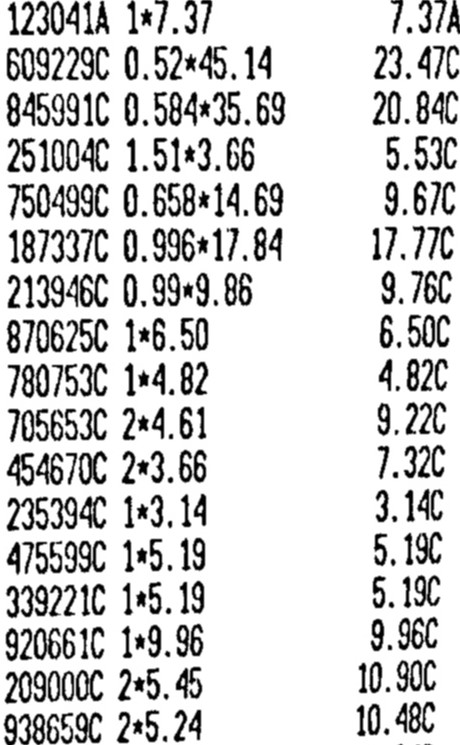 123041A 1*7.37 7.37A
609229C 0.52*45.14 23.47C
845991C 0.584*35.69 20.84C
251004C 1.51*3.66 5.53C
750499C 0.658*14.69 9.67C
187337C 0.996*17.84 17.77C
213946C 0.99*9.86 9.76C
870625C 1*6.50 6.50C
780753C 1*4.82 4.82C
705653C 2*4.61 9.22C
454670C 2*3.66 7.32C
235394C 1*3.14 3.14C
475599C 1*5.19 5.19C
339221C 1*5.19 5.19C
920661C 1*9.96 9.96C
209000C 2*5.45 10.90C
938659C 2*5.24 10.48C